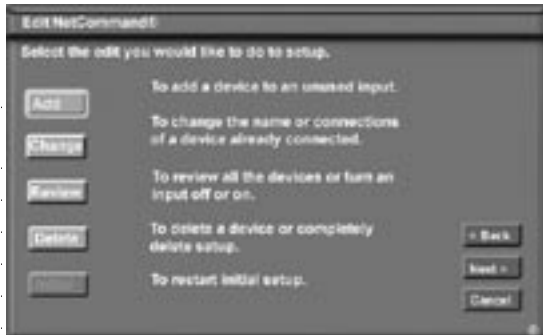 Edit NetCommand®
Select the edit you would like to do to setup.
Add
To add a device to an unused input.
Change
To change the name or connections
of a device already connected.
Review
To review all the devices or turn an
input off or on.
Delete
To delete a device or completely
delete setup.
To restart initial setup.
< Back
Next >
Cancel